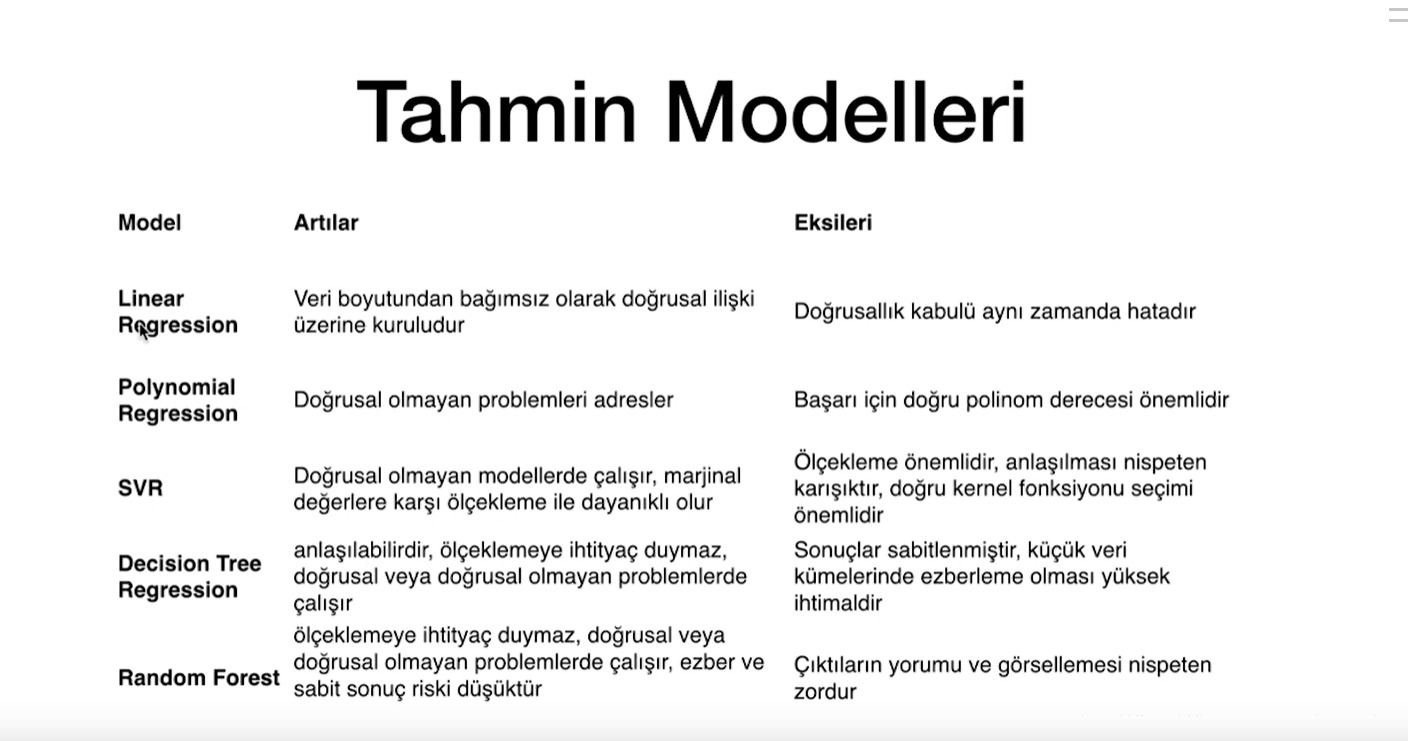 Tahmin Modelleri
Model Artılar Eksileri
Linear
Regression
Veri boyutundan bağımsız olarak doğrusal ilişki
üzerine kuruludur
Doğrusallık kabulü aynı zamanda hatadır
Polynomial
Regression
Doğrusal olmayan problemleri adresler
Başarı için doğru polinom derecesi önemlidir
SVR
Doğrusal olmayan modellerde çalışır, marjinal
değerlere karşı ölçekleme ile dayanıklı olur
Ölçekleme önemlidir, anlaşılması nispeten
karışıktır, doğru kernel fonksiyonu seçimi
önemlidir
Decision Tree
Regression
anlaşılabilirdir, ölçeklemeye ihtityaç duymaz,
doğrusal veya doğrusal olmayan problemlerde
çalışır
Sonuçlar sabitlenmiştir, küçük veri
kümelerinde ezberleme olması yüksek
ihtimaldir
Random Forest
ölçeklemeye ihtityaç duymaz, doğrusal veya
doğrusal olmayan problemlerde çalışır, ezber ve
sabit sonuç riski düşüktür
Çıktıların yorumu ve görsellemesi nispeten
zordur